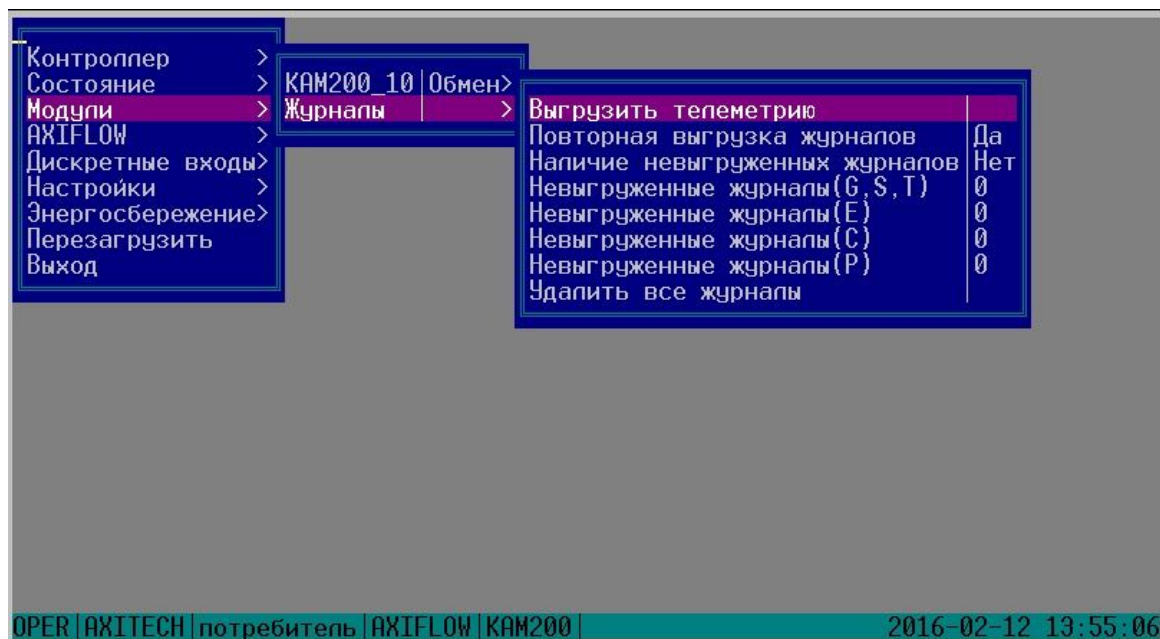 Контроллер >
Состояние >
Модули >
AXIFLOW >
Дискретные входы>
Настройки >
Энергосбережение>
Перезагрузить
Выход
КАМ200_10|Обмен>
Журналы | >
Выгрузить телеметрию
Повторная выгрузка журналов |Да
Наличие невыгруженных журналов|Нет
Невыгруженные журналы(G,S,T) |0
Невыгруженные журналы(E) |0
Невыгруженные журналы(C) |0
Невыгруженные журналы(P) |0
Удалить все журналы
OPER|AXITECH|потребитель|AXIFLOW|КАМ200| 2016-02-12 13:55:06